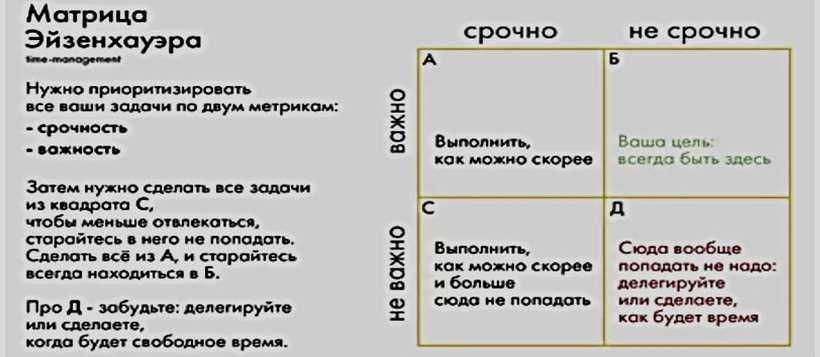 Матрица
Эйзенхауэра
time-management
Нужно приоритизировать
все ваши задачи по двум метрикам:
- срочность
- важность
Затем нужно сделать все задачи
из квадрата С,
чтобы меньше отвлекаться,
старайтесь в него не попадать.
Сделать всё из А, и старайтесь
всегда находиться в Б.
Про Д - забудьте: делегируйте
или сделаете,
когда будет свободное время.
срочно
не срочно
важно
А
Выполнить,
как можно скорее
Б
Ваша цель:
всегда быть здесь
не важно
С
Выполнить,
как можно скорее
и больше
сюда не попадать
Д
Сюда вообще
попадать не надо:
делегируйте
или сделаете,
как будет время